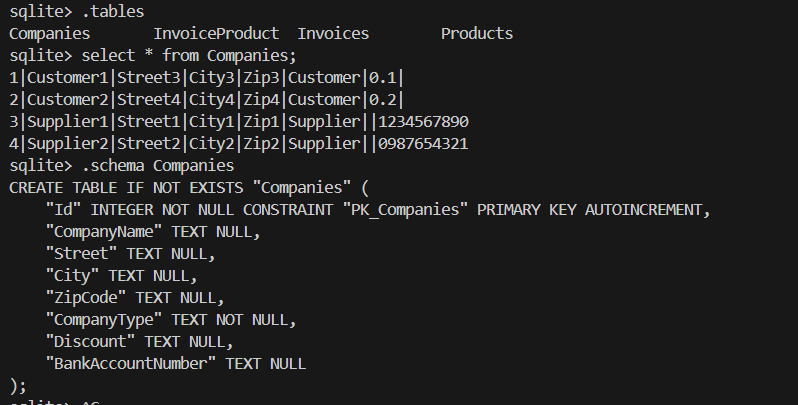 sqlite> .tables
Companies       InvoiceProduct  Invoices        Products
sqlite> select * from Companies;
1|Customer1|Street3|City3|Zip3|Customer|0.1|
2|Customer2|Street4|City4|Zip4|Customer|0.2|
3|Supplier1|Street1|City1|Zip1|Supplier||1234567890
4|Supplier2|Street2|City2|Zip2|Supplier||0987654321
sqlite> .schema Companies
CREATE TABLE IF NOT EXISTS "Companies" (
    "Id" INTEGER NOT NULL CONSTRAINT "PK_Companies" PRIMARY KEY AUTOINCREMENT,
    "CompanyName" TEXT NULL,
    "Street" TEXT NULL,
    "City" TEXT NULL,
    "ZipCode" TEXT NULL,
    "CompanyType" TEXT NOT NULL,
    "Discount" TEXT NULL,
    "BankAccountNumber" TEXT NULL
);
sqlite>